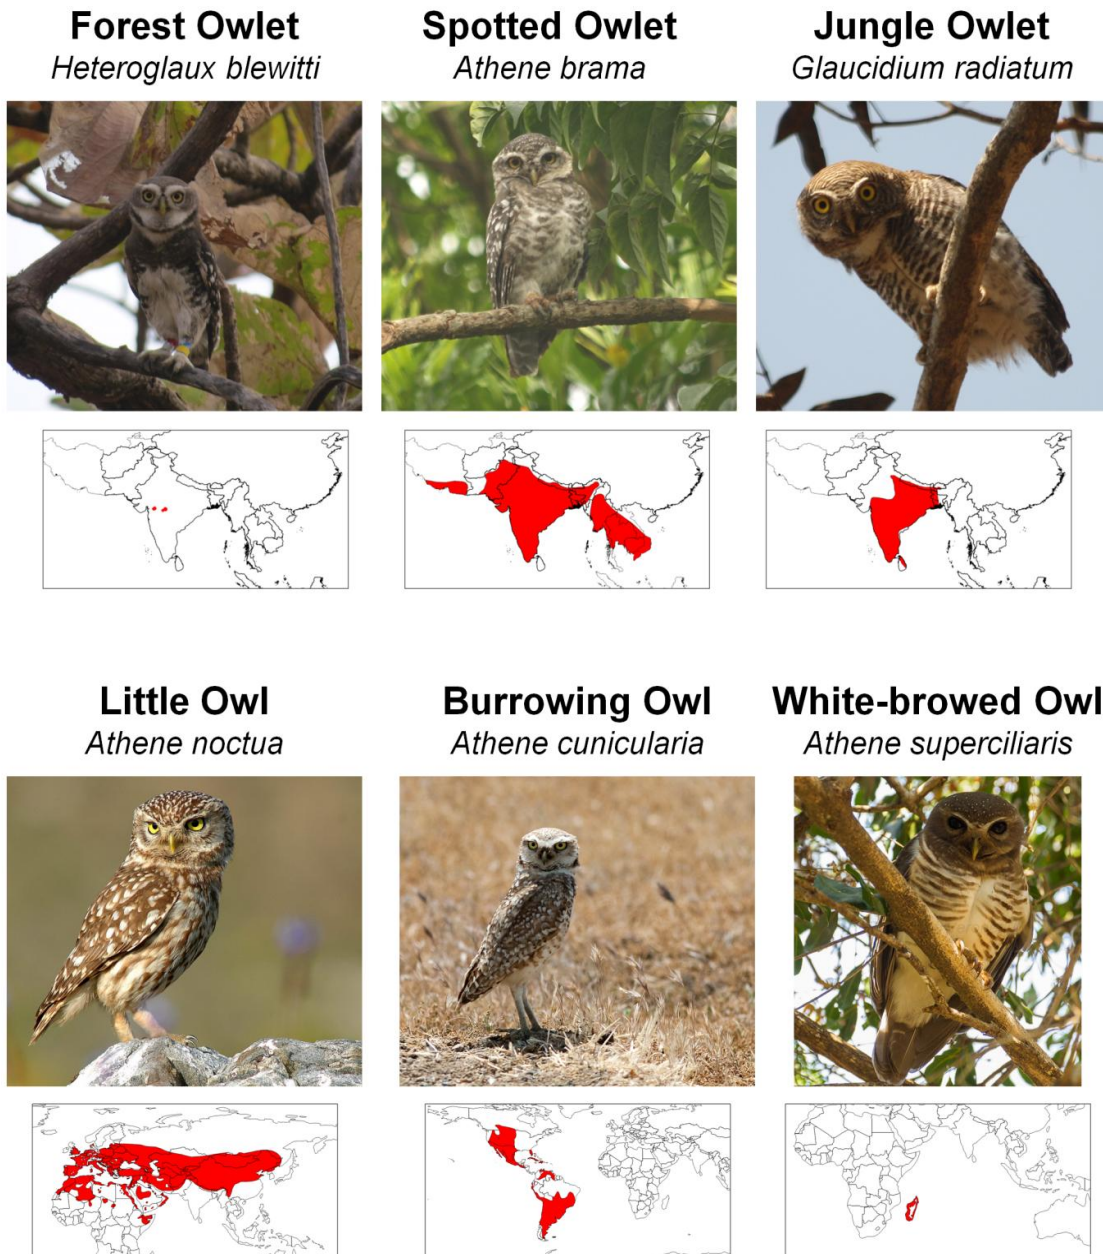 Forest Owlet
Heteroglaux blewitti
Spotted Owlet
Athene brama
Jungle Owlet
Glaucidium radiatum
Little Owl
Athene noctua
Burrowing Owl
Athene cunicularia
White-browed Owl
Athene superciliaris